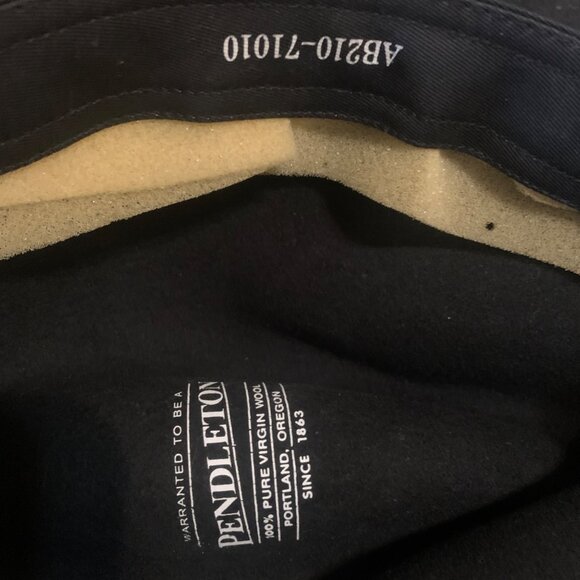 AB210-71010
WARRANTED TO BE A
PENDLETON
100% PURE VIRGIN WOOL
PORTLAND, OREGON
SINCE 1863